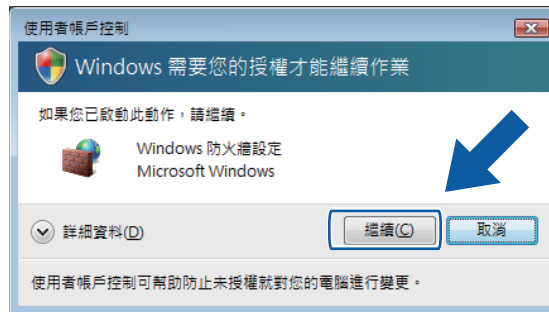 使用者帳戶控制
Windows 需要您的授權才能繼續作業
如果您已啟動此動作，請繼續。
Windows 防火牆設定
Microsoft Windows
詳細資料(D)
繼續(C)
取消
使用者帳戶控制可幫助防止未授權就對您的電腦進行變更。